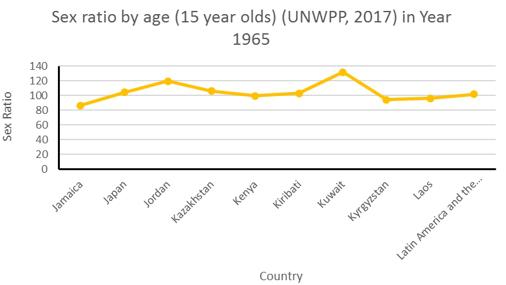 Sex ratio by age (15 year olds) (UNWPP, 2017) in Year
1965
Sex Ratio
140
120
100
80
60
40
20
0
Jamaica
Japan
Jordan
Kazakhstan
Kenya
Kiribati
Kuwait
Kyrgyzstan
Laos
Latin America and the...
Country